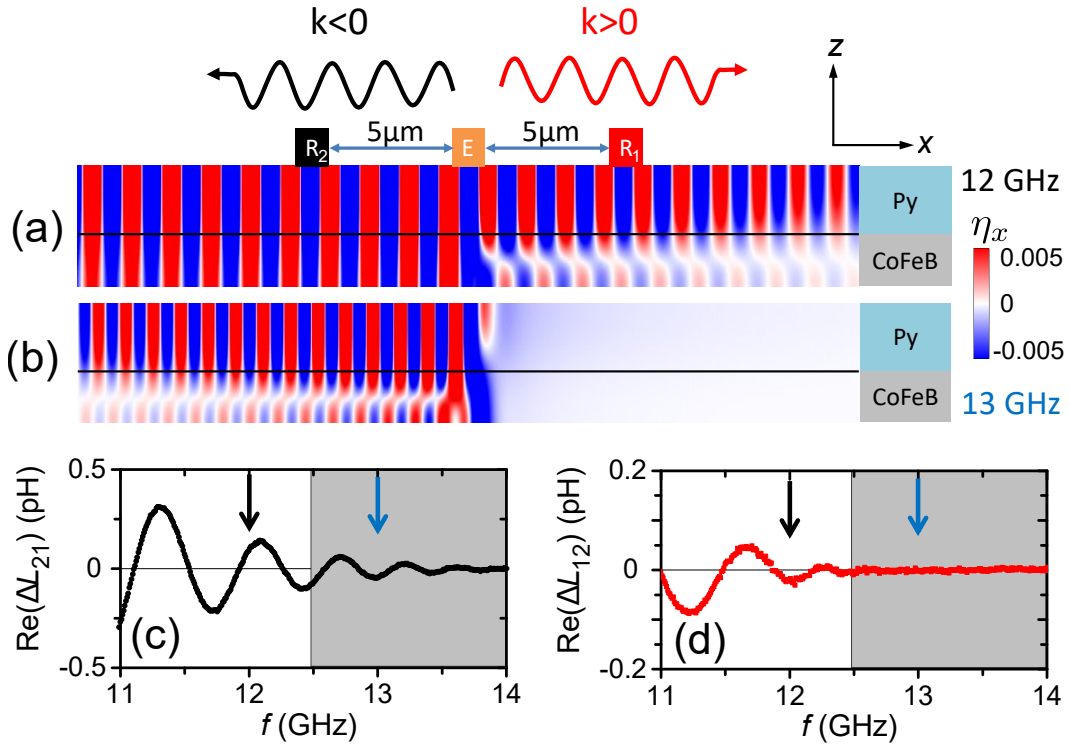 k<0 k>0
z
5μm 5μm
R₂ E R₁
x
(a) Py 12 GHz
ηₓ
CoFeB 0.005
0
(b) Py -0.005
CoFeB 13 GHz
0.5 0.2
Re(ΔL₂₁) (pH) 0 Re(ΔL₁₂) (pH) 0
(c) (d)
-0.5 -0.2
11 12 13 14 11 12 13 14
f (GHz) f (GHz)